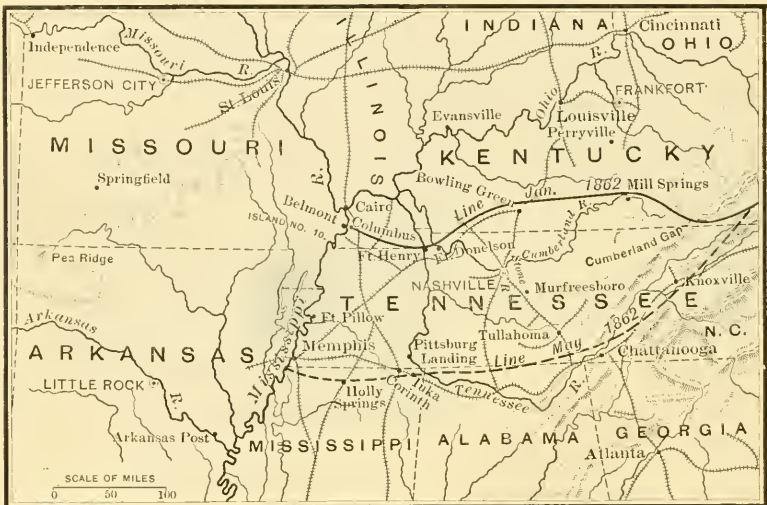 INDIANA
Cincinnati
OHIO
Independence
Missouri R.
ILLINOIS
JEFFERSON CITY
St. Louis
Ohio R.
FRANKFORT
Louisville
Evansville
Perryville
MISSOURI
KENTUCKY
Springfield
R.
Bowling Green
Line Jan. 1862
Mill Springs
Belmont
Cairo
Columbus
ISLAND NO. 10.
Cumberland R.
Cumberland Gap
Pea Ridge
Ft. Henry
Ft. Donelson
Stone R.
NASHVILLE
Murfreesboro
Knoxville
TENNESSEE
Arkansas R.
Mississippi
Ft. Pillow
Tullahoma
N.C.
ARKANSAS
Memphis
Pittsburg
Landing
Line May 1862
Chattanooga
LITTLE ROCK
Holly
Springs
Corinth
Iuka
Tennessee R.
Arkansas Post
MISSISSIPPI
ALABAMA
GEORGIA
Atlanta
SCALE OF MILES
0 50 100